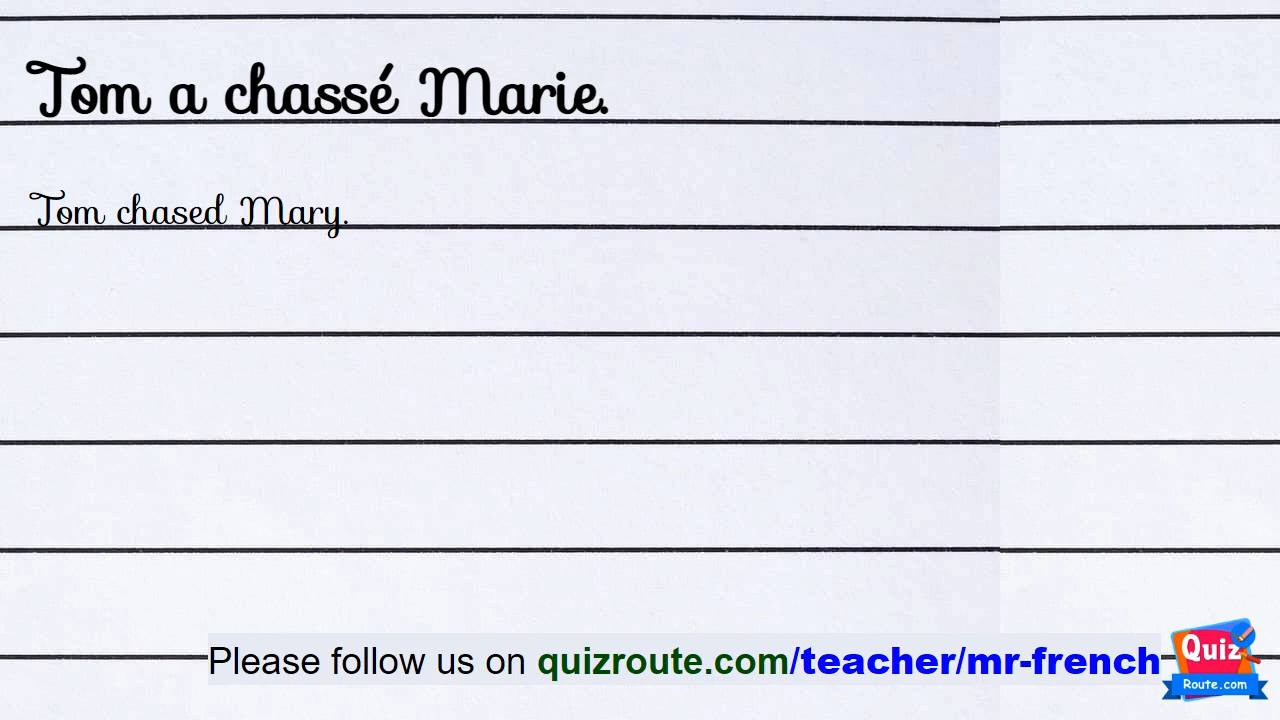 Tom a chassé Marie.
Tom chased Mary.
Please follow us on quizroute.com/teacher/mr-french
Quiz
Route.com